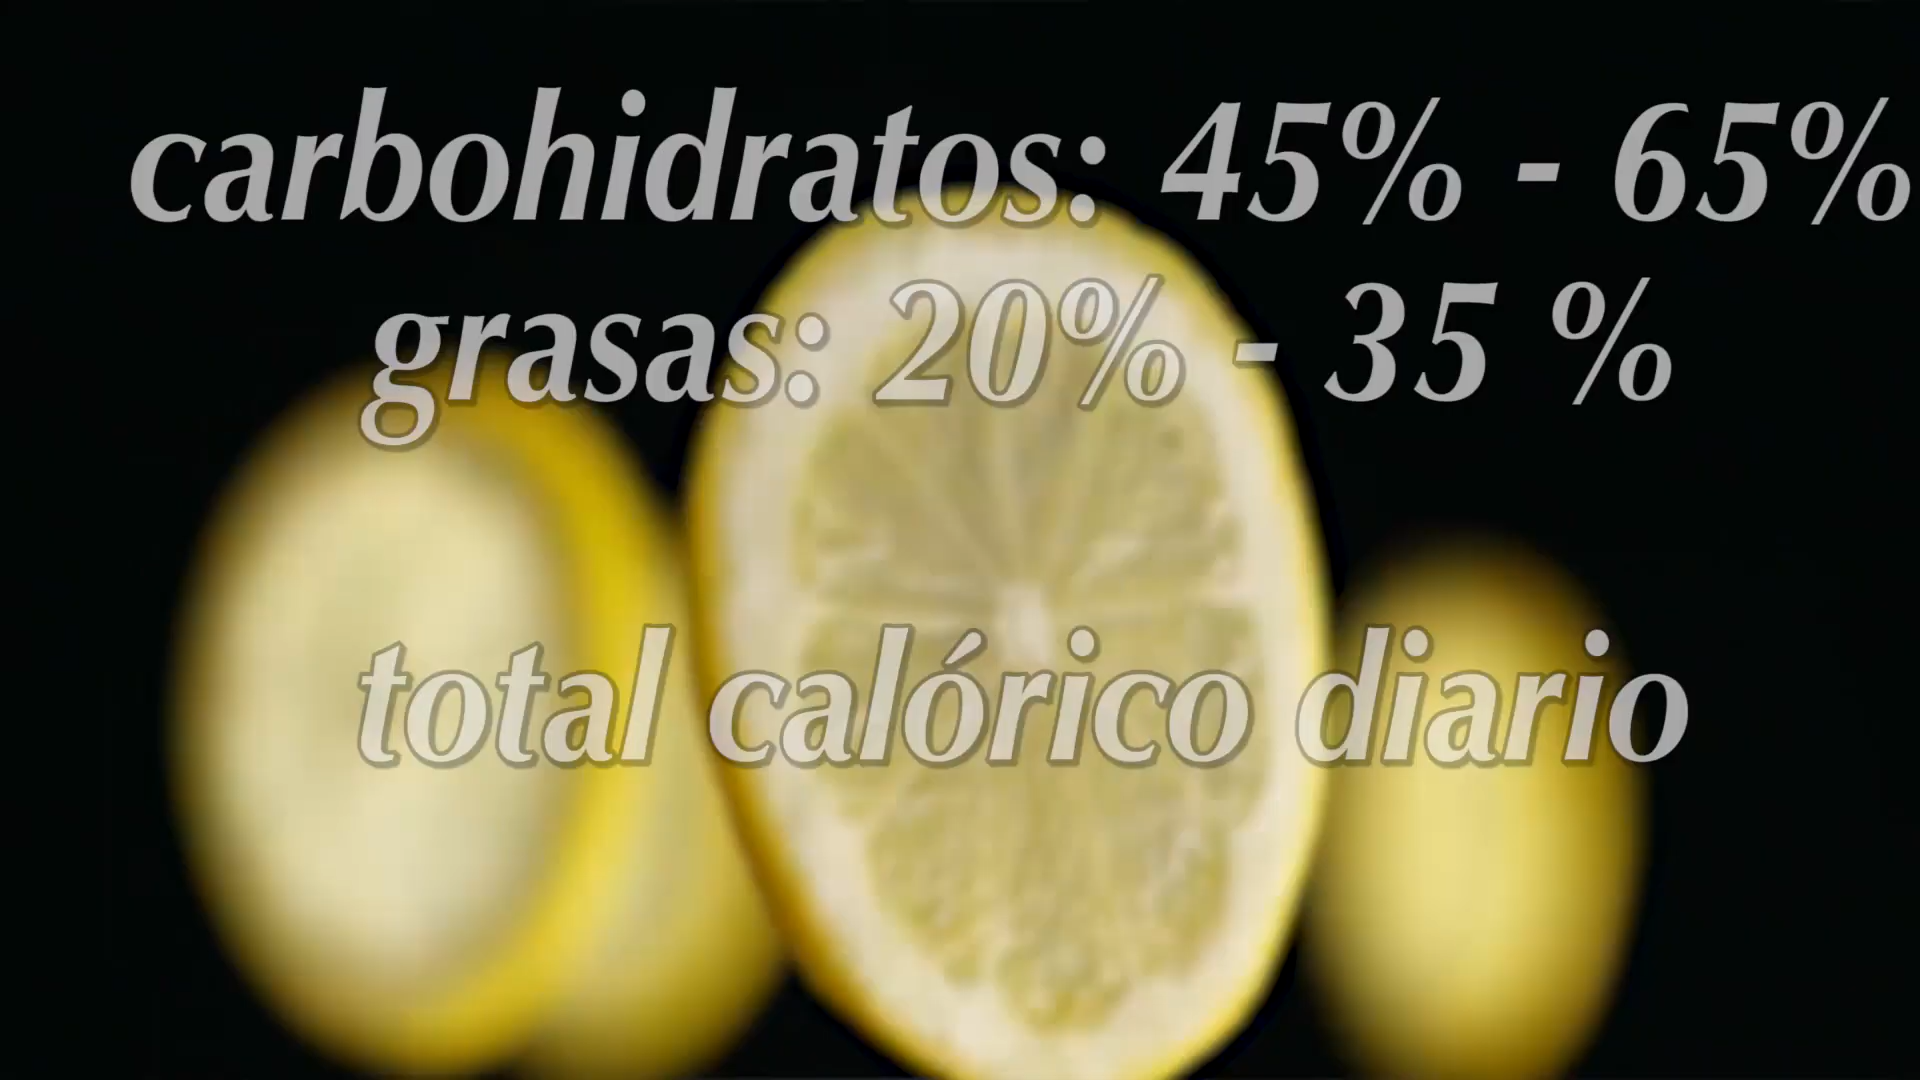 carbohidratos: 45% - 65%
grasas: 20% - 35 %
total calórico diario